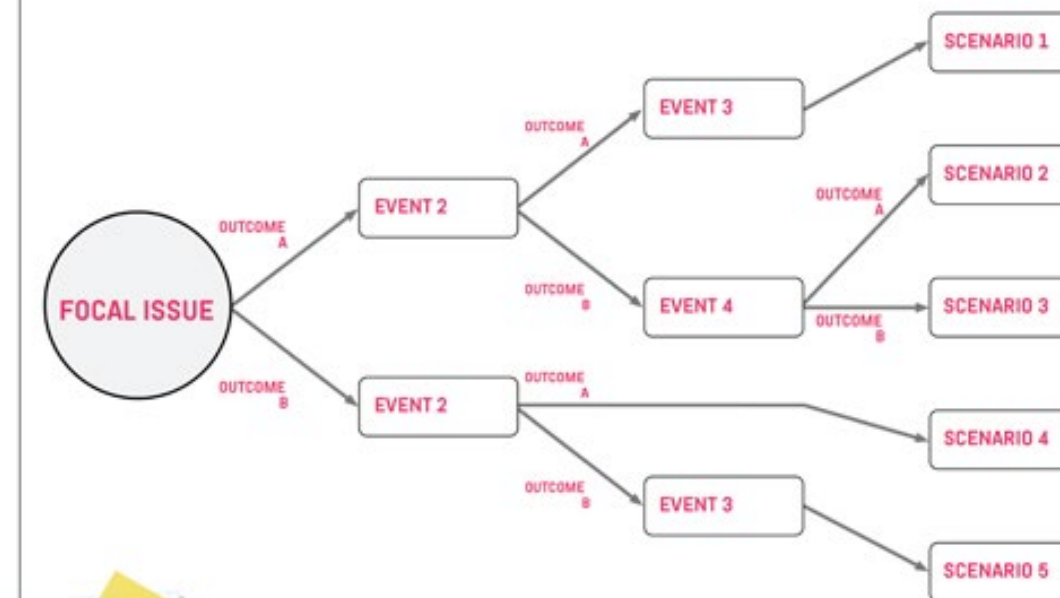 SCENARIO 1
EVENT 3
OUTCOME
A
SCENARIO 2
OUTCOME
A
EVENT 2
OUTCOME
A
OUTCOME
B
EVENT 4
SCENARIO 3
OUTCOME
B
FOCAL ISSUE
OUTCOME
B
EVENT 2
OUTCOME
A
SCENARIO 4
OUTCOME
B
EVENT 3
SCENARIO 5